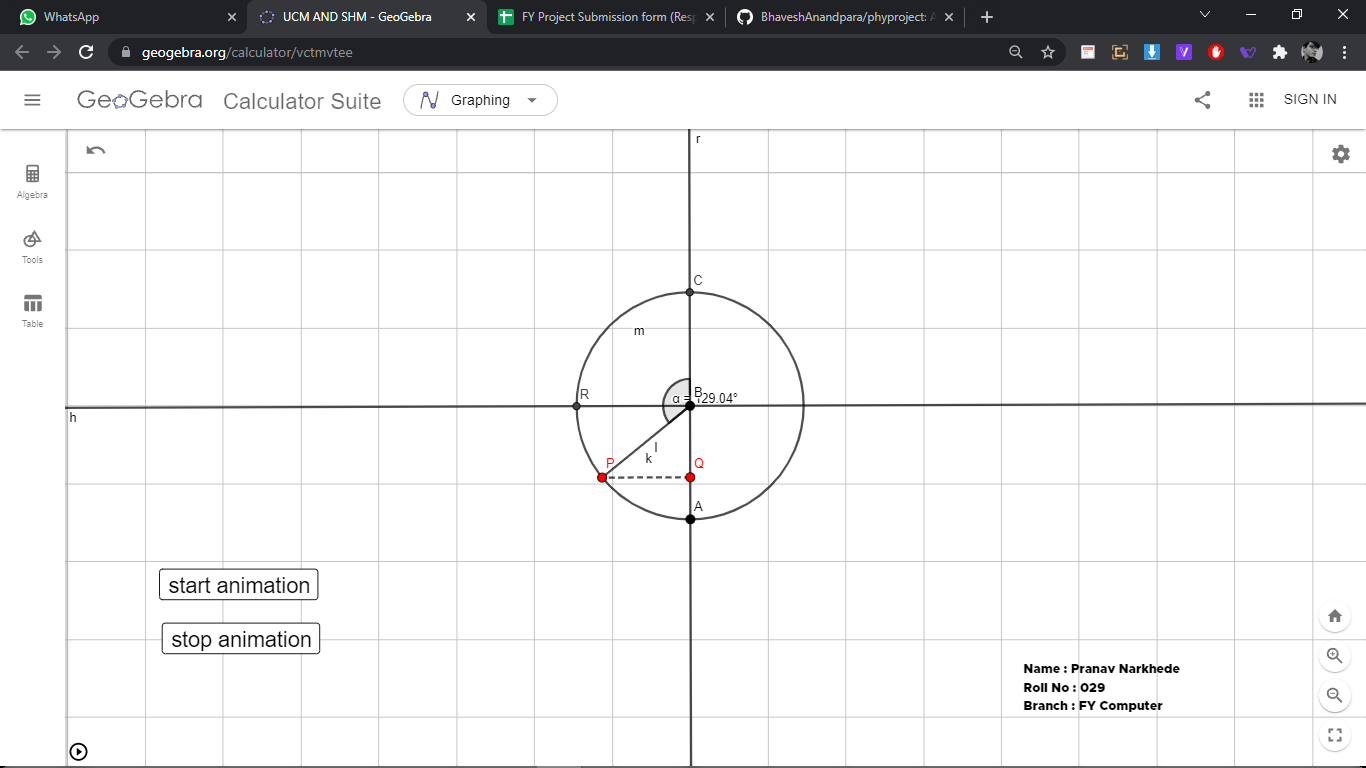 WhatsApp
UCM AND SHM - GeoGebra
FY Project Submission form (Resp
BhaveshAnandpara/phyproject: A
geogebra.org/calculator/vctmvtee
GeoGebra
Calculator Suite
Graphing
SIGN IN
Algebra
Tools
Table
r
C
m
R
B
α = 129.04°
h
l
k
P
Q
A
start animation
stop animation
Name : Pranav Narkhede
Roll No : 029
Branch : FY Computer